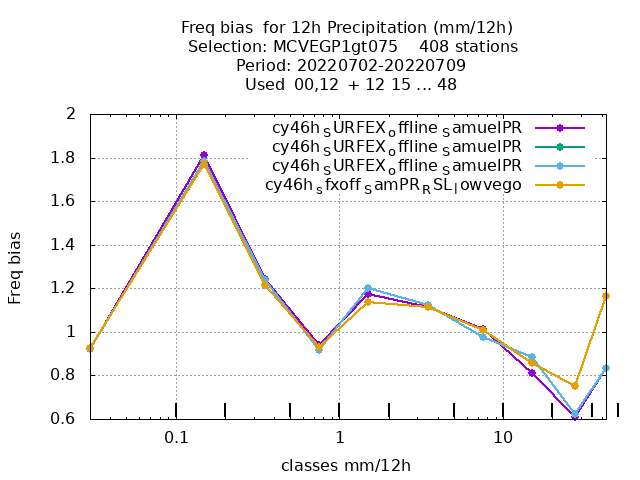 Freq bias for 12h Precipitation (mm/12h)
Selection: MCVEGP1gt075 408 stations
Period: 20220702-20220709
Used 00,12 + 12 15 ... 48
2
1.8
1.6
1.4
1.2
1
0.8
0.6
Freq bias
cy46h_SURFEX_offline_SamuelPR
cy46h_SURFEX_offline_SamuelPR
cy46h_SURFEX_offline_SamuelPR
cy46h_sfxoff_SamPR_RSL_lowvego
0.1 1 10
classes mm/12h